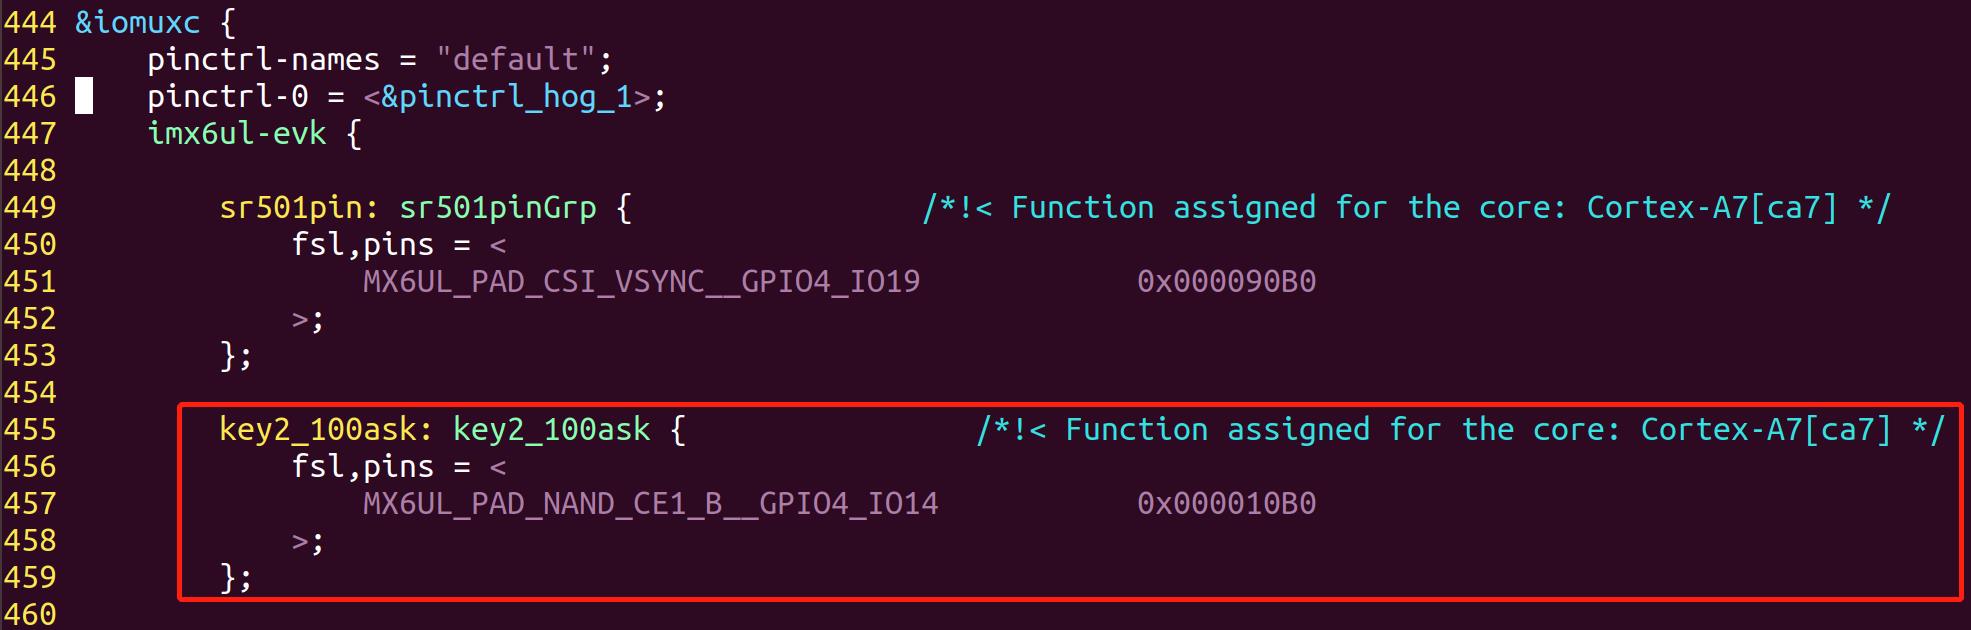 444 &iomuxc {
445     pinctrl-names = "default";
446     pinctrl-0 = <&pinctrl_hog_1>;
447     imx6ul-evk {
448
449         sr501pin: sr501pinGrp {                /*!< Function assigned for the core: Cortex-A7[ca7] */
450             fsl,pins = <
451                 MX6UL_PAD_CSI_VSYNC__GPIO4_IO19            0x000090B0
452             >;
453         };
454
455         key2_100ask: key2_100ask {                /*!< Function assigned for the core: Cortex-A7[ca7] */
456             fsl,pins = <
457                 MX6UL_PAD_NAND_CE1_B__GPIO4_IO14           0x000010B0
458             >;
459         };
460